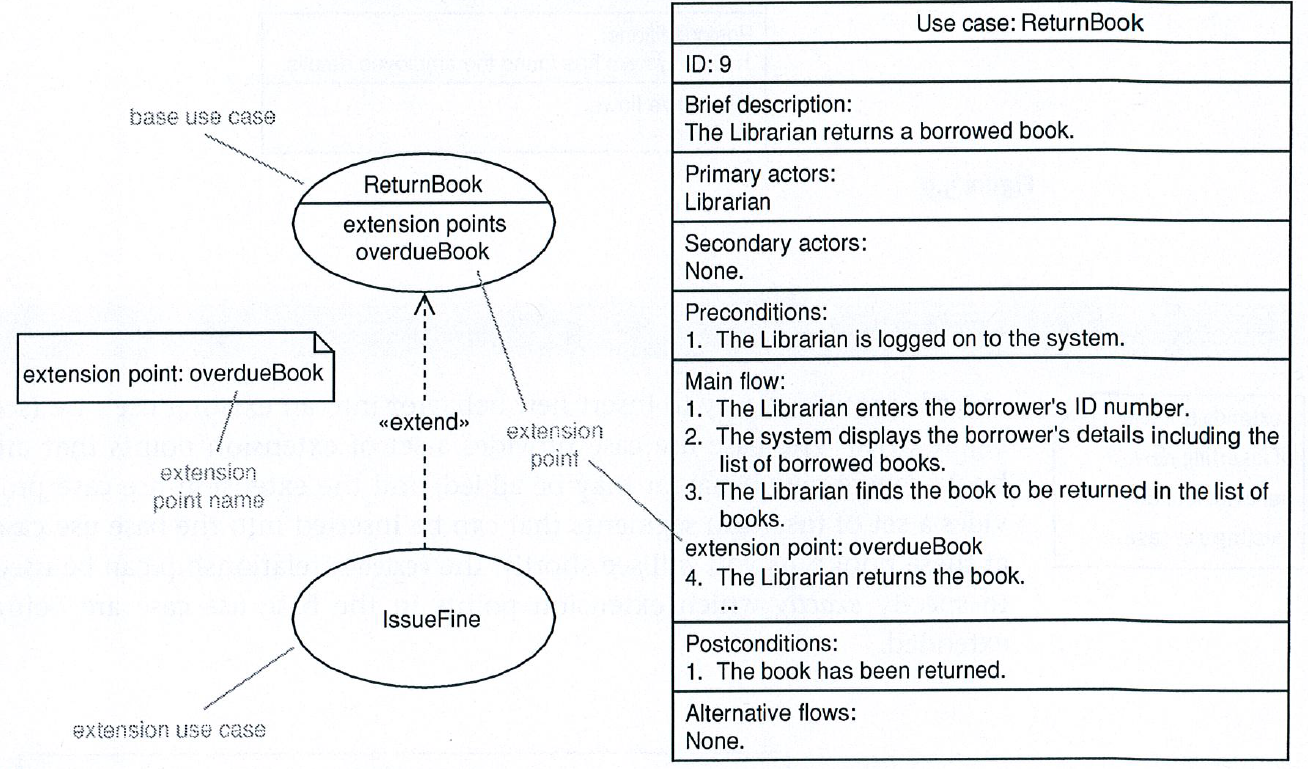 base use case
ReturnBook
extension points
overdueBook
extension point: overdueBook
extension
point name
«extend»
extension
point
IssueFine
extension use case
Use case: ReturnBook
ID: 9
Brief description:
The Librarian returns a borrowed book.
Primary actors:
Librarian
Secondary actors:
None.
Preconditions:
1. The Librarian is logged on to the system.
Main flow:
1. The Librarian enters the borrower's ID number.
2. The system displays the borrower's details including the
list of borrowed books.
3. The Librarian finds the book to be returned in the list of
books.
extension point: overdueBook
4. The Librarian returns the book.
...
Postconditions:
1. The book has been returned.
Alternative flows:
None.